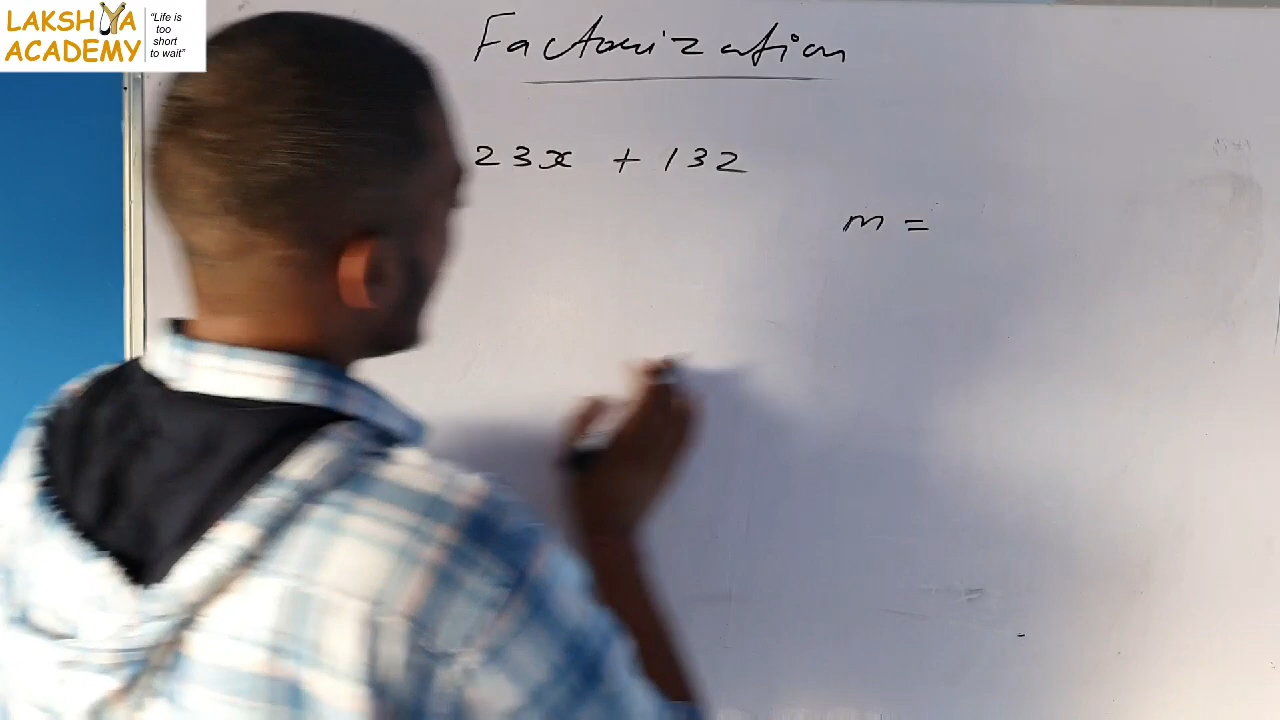 LAKSHYA
ACADEMY
"Life is
too
short
to wait"
Factorization
23x + 132
m =